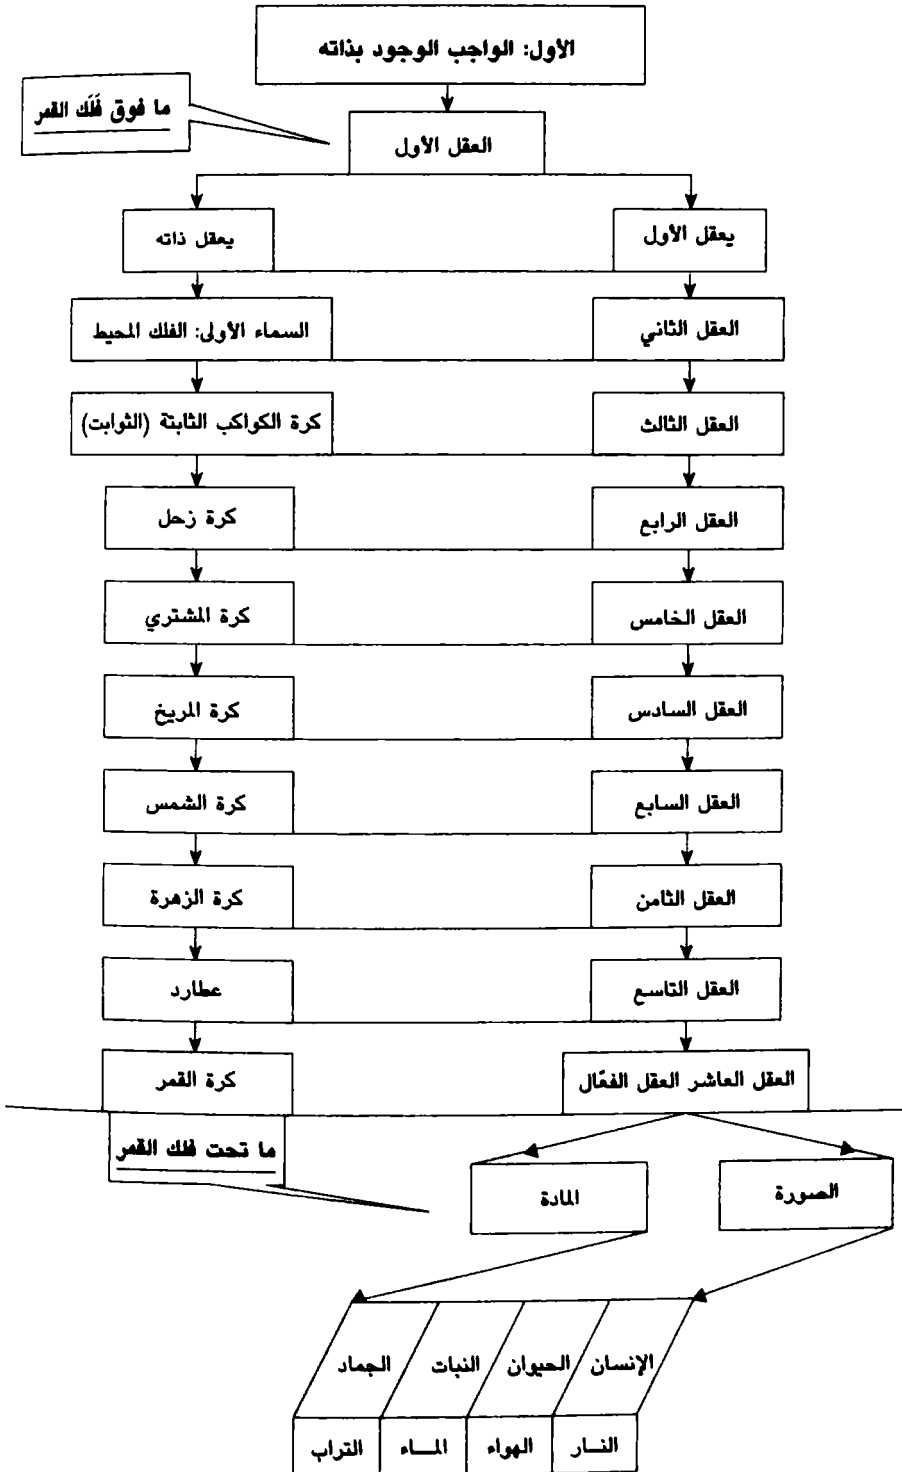 الأول: الواجب الوجود بذاته
ما فوق فَلَك القمر
العقل الأول
يعقل الأول
يعقل ذاته
العقل الثاني
السماء الأولى: الفلك المحيط
العقل الثالث
كرة الكواكب الثابتة (الثوابت)
العقل الرابع
كرة زحل
العقل الخامس
كرة المشتري
العقل السادس
كرة المريخ
العقل السابع
كرة الشمس
العقل الثامن
كرة الزهرة
العقل التاسع
عطارد
العقل العاشر العقل الفعّال
كرة القمر
ما تحت فلك القمر
الصورة
المادة
الإنسان
الحيوان
النبات
الجماد
النـار
الهواء
المـــاء
التراب